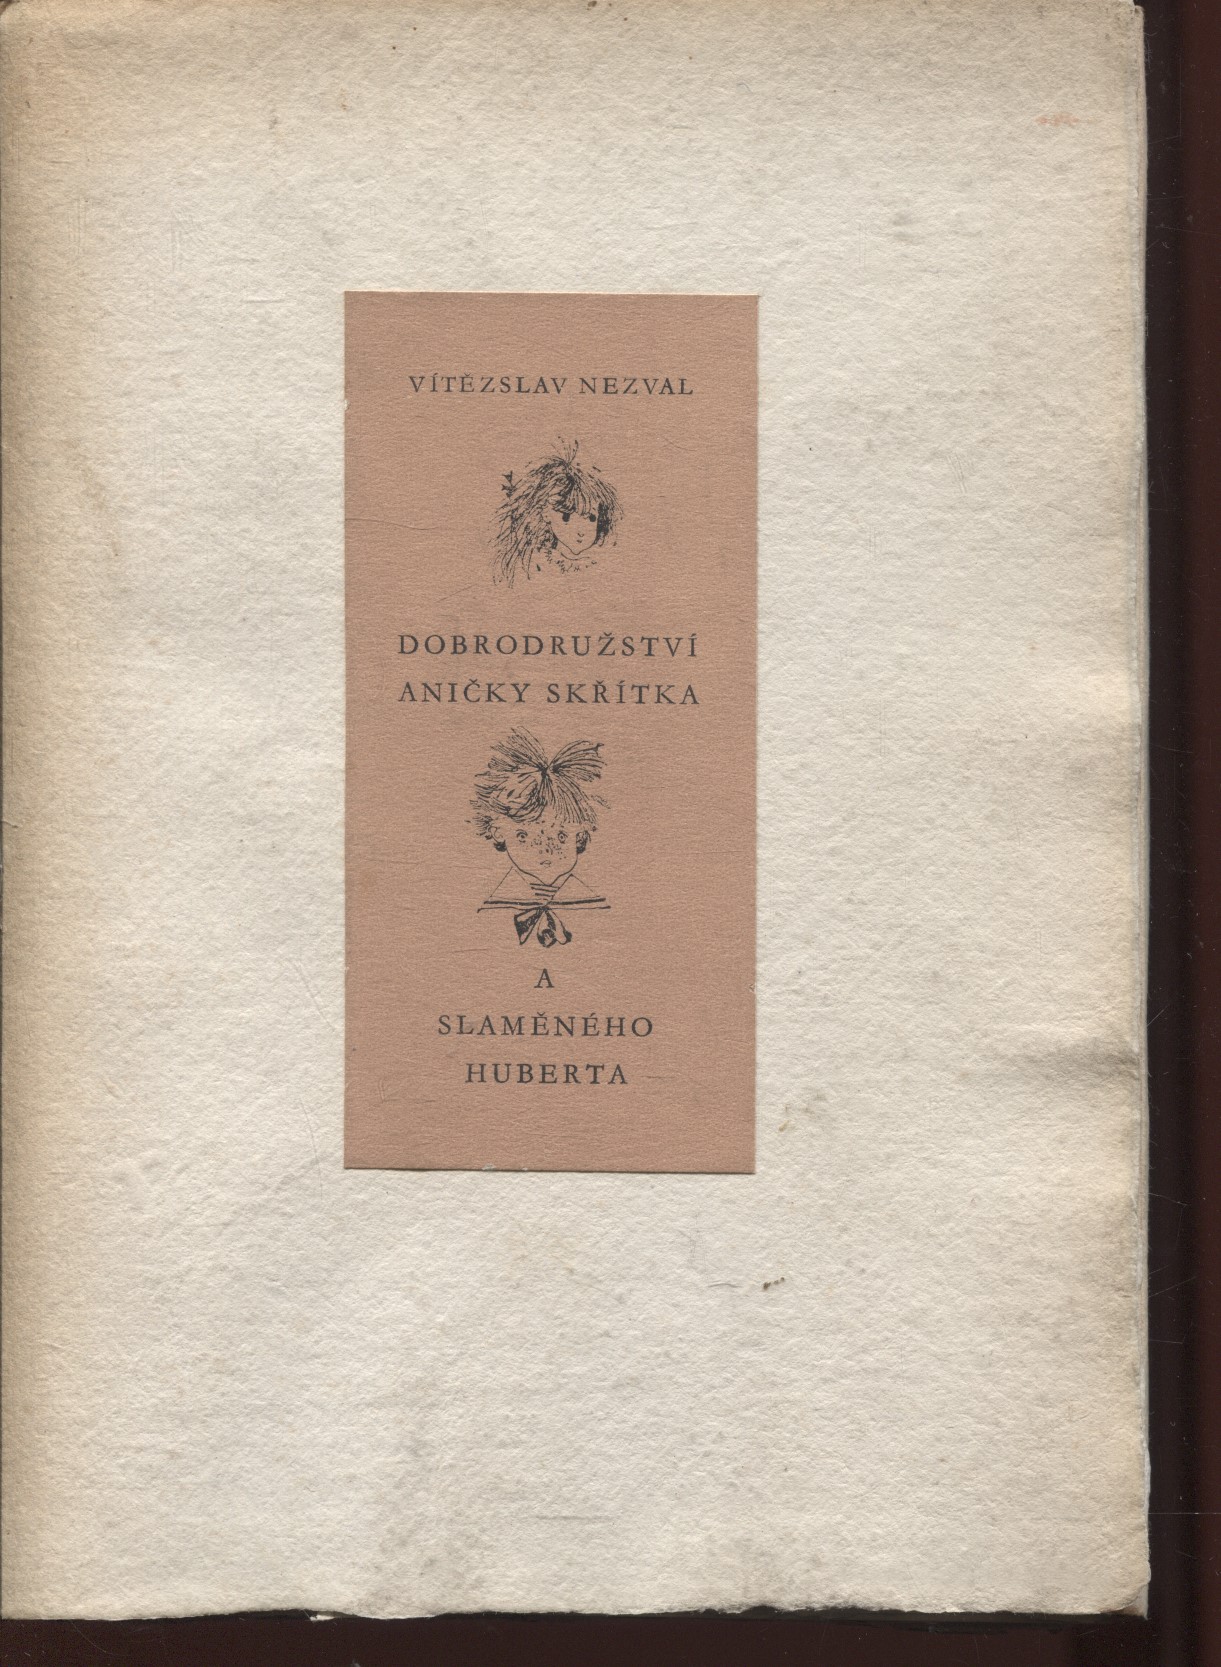 VÍTĚZSLAV NEZVAL
DOBRODRUŽSTVÍ
ANIČKY SKŘÍTKA
A
SLAMĚNÉHO
HUBERTA